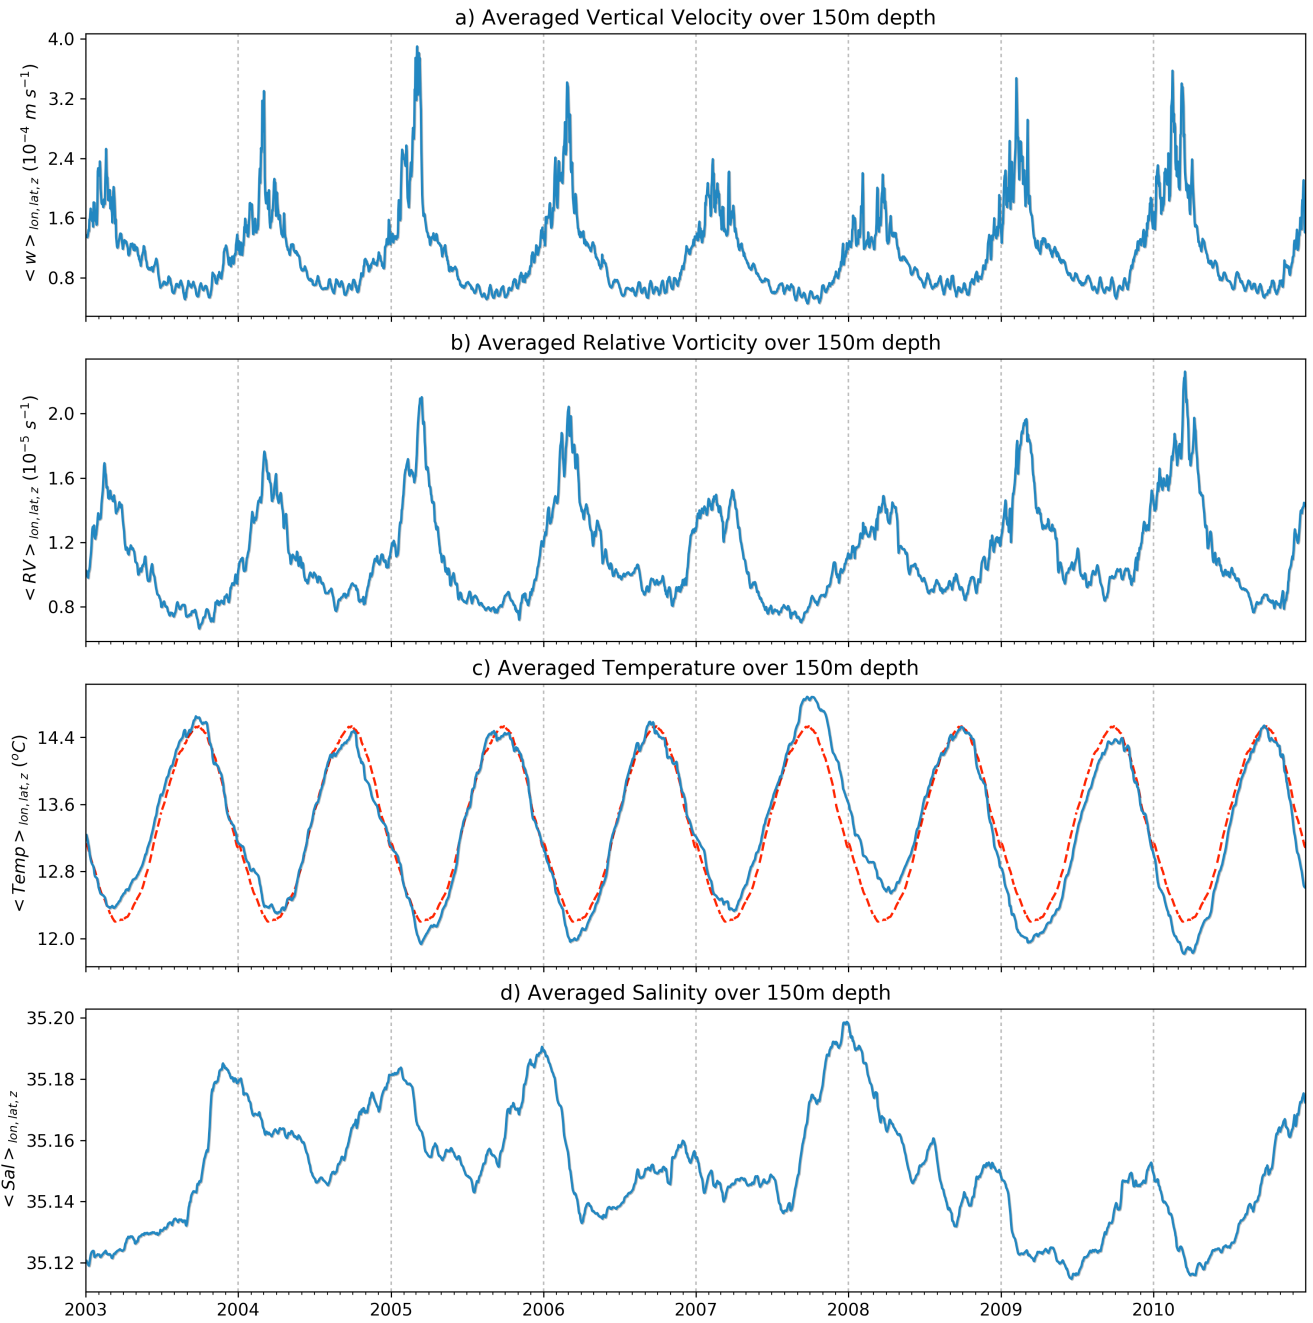 a) Averaged Vertical Velocity over 150m depth
< w > lon, lat, z (10⁻⁴ m s⁻¹)
4.0
3.2
2.4
1.6
0.8
b) Averaged Relative Vorticity over 150m depth
< RV > lon, lat, z (10⁻⁵ s⁻¹)
2.0
1.6
1.2
0.8
c) Averaged Temperature over 150m depth
< Temp > lon, lat, z (°C)
14.4
13.6
12.8
12.0
d) Averaged Salinity over 150m depth
< Sal > lon, lat, z
35.20
35.18
35.16
35.14
35.12
2003 2004 2005 2006 2007 2008 2009 2010